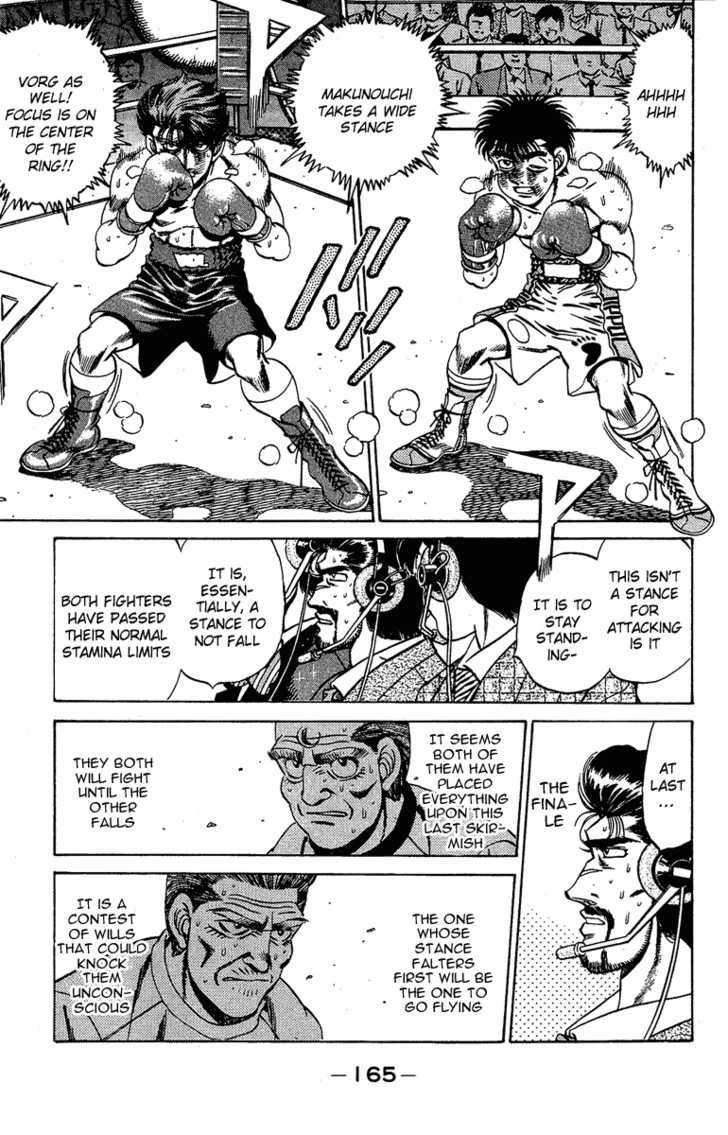 AHHHH
HHH
MAKUNOUCHI
TAKES A WIDE
STANCE
VORG AS
WELL!
FOCUS IS ON
THE CENTER
OF THE
RING!!
THIS ISN'T
A STANCE
FOR
ATTACKING
IS IT
IT IS TO
STAY
STAND-
ING-
IT IS,
ESSEN-
TIALLY, A
STANCE TO
NOT FALL
BOTH FIGHTERS
HAVE PASSED
THEIR NORMAL
STAMINA LIMITS
AT
LAST
...
THE
FINA-
LE
IT SEEMS
BOTH OF
THEM HAVE
PLACED
EVERYTHING
UPON THIS
LAST SKIR-
MISH
THEY BOTH
WILL FIGHT
UNTIL THE
OTHER
FALLS
THE ONE
WHOSE
STANCE
FALTERS
FIRST WILL BE
THE ONE TO
GO FLYING
IT IS A
CONTEST
OF WILLS
THAT COULD
KNOCK
THEM
UNCON-
SCIOUS
—165—